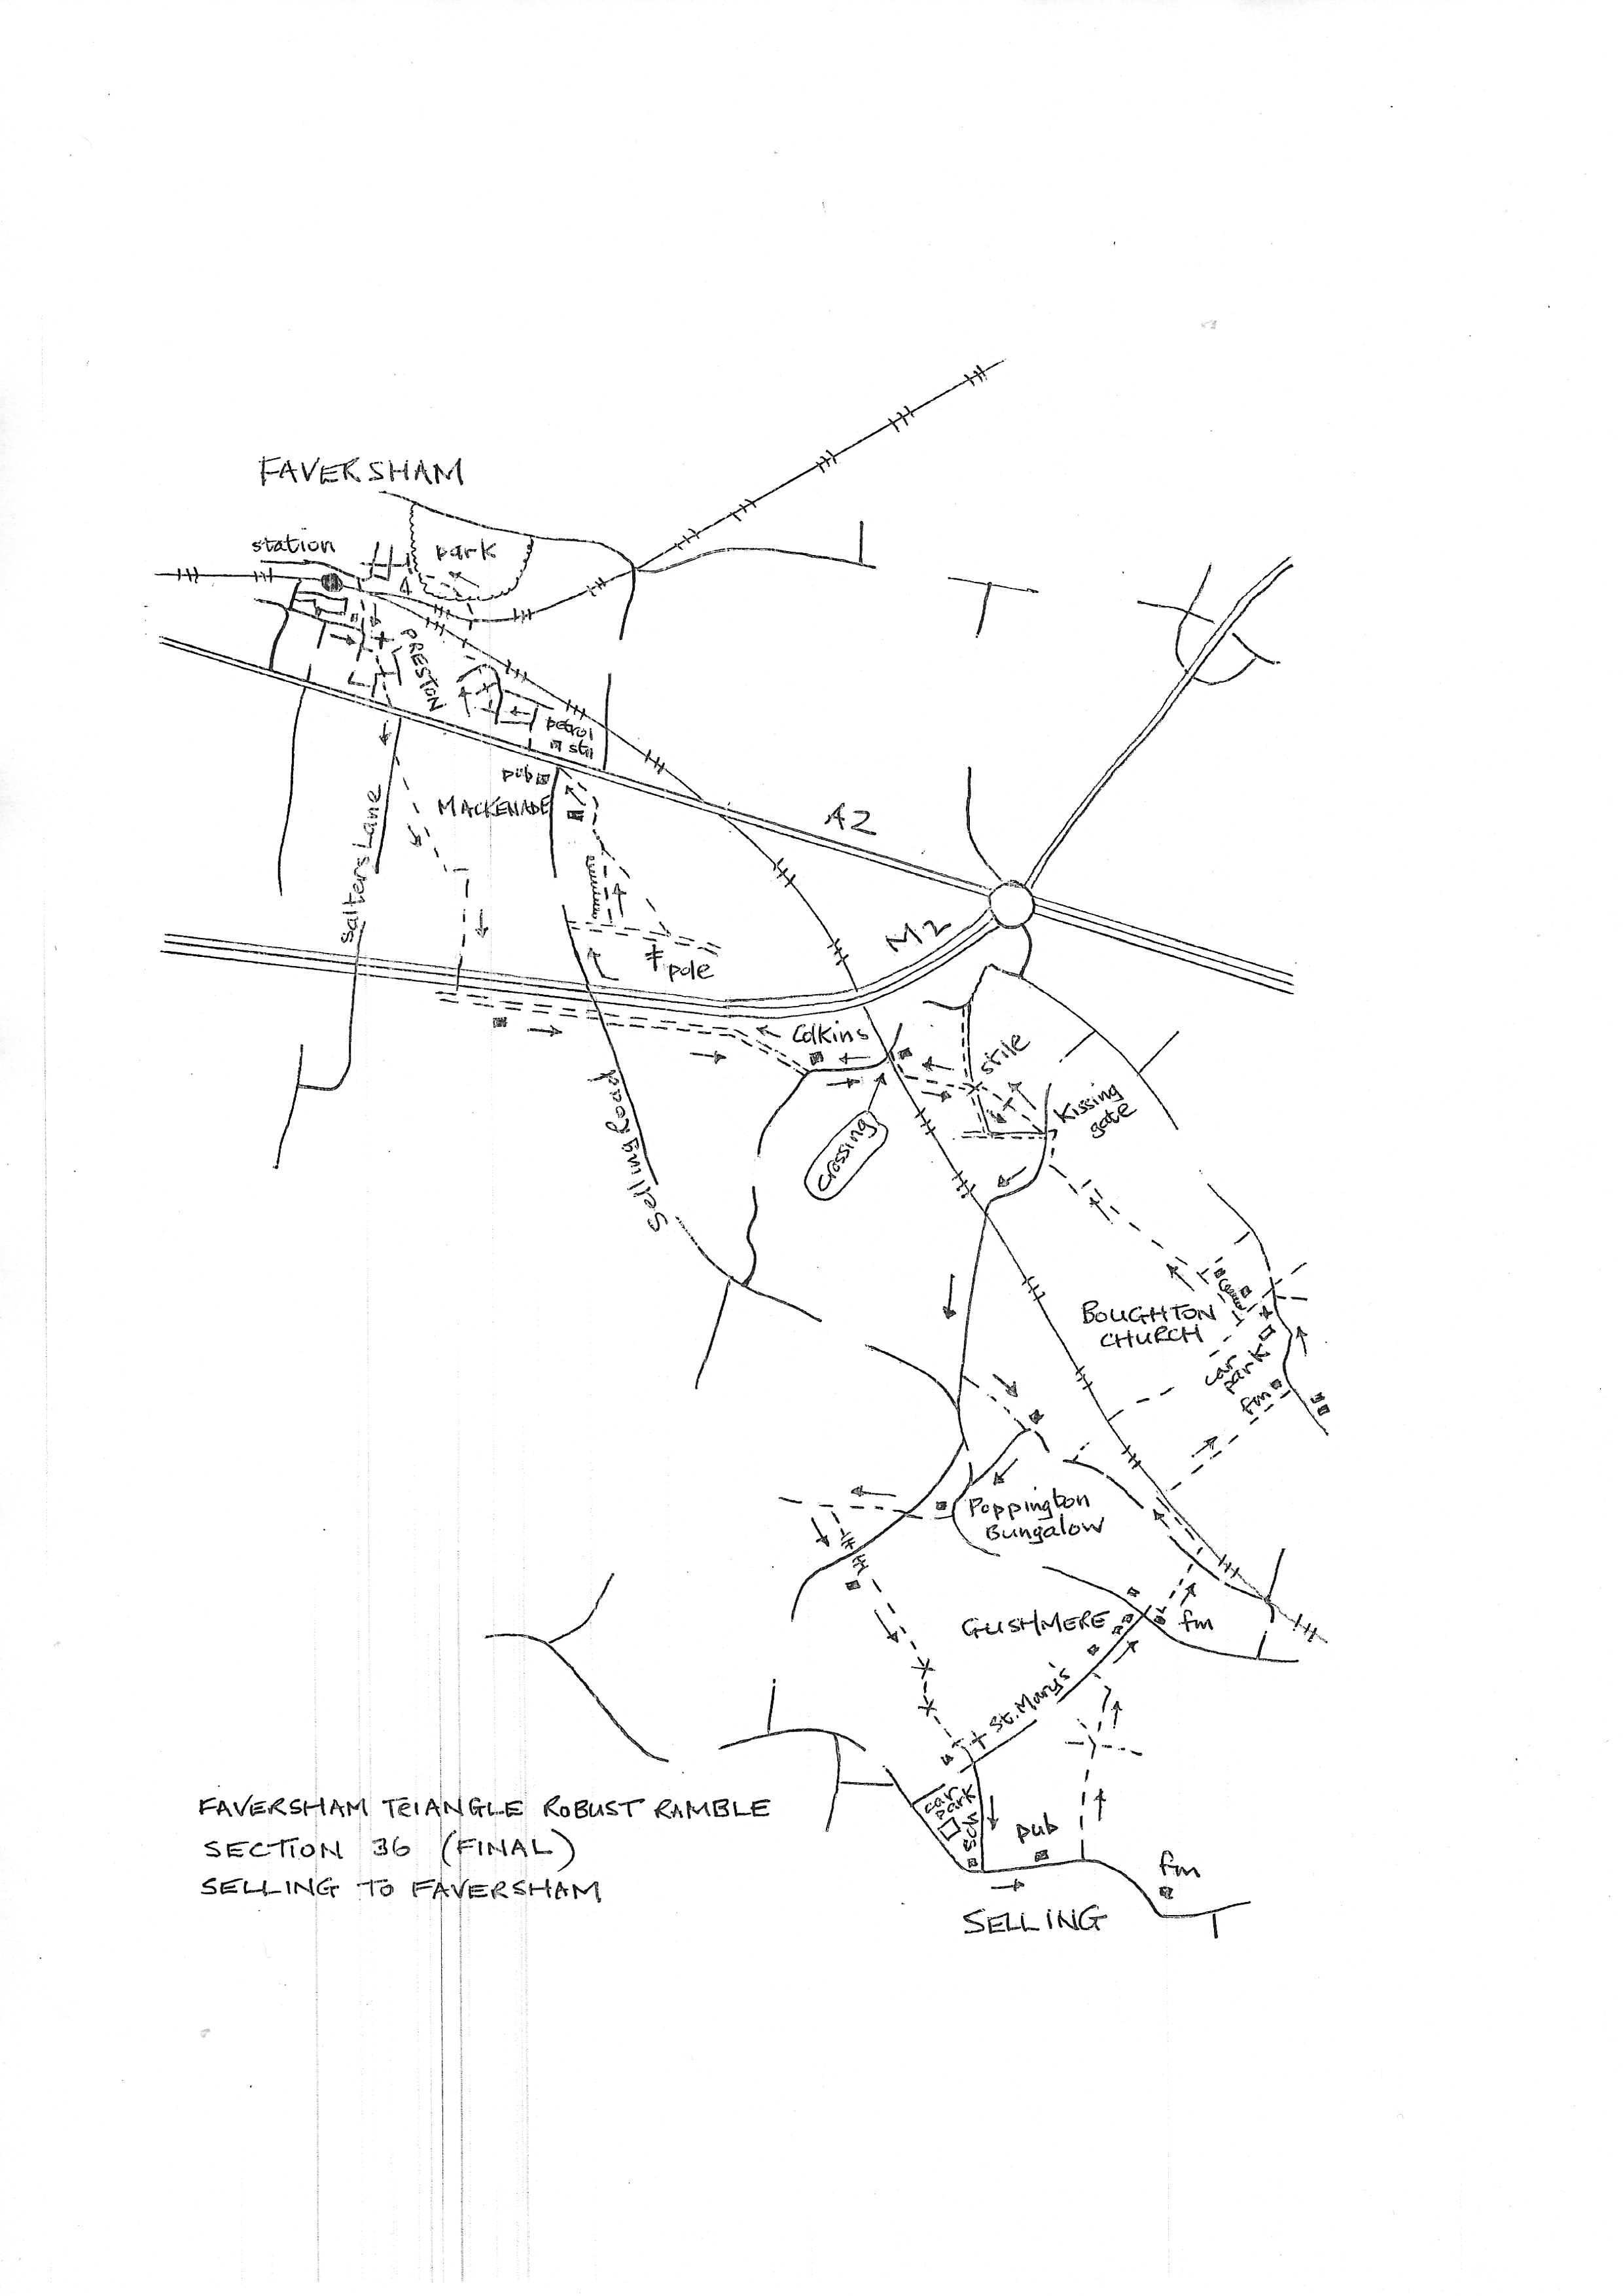 FAVERSHAM
station
park
PRESTON
petrol
stn
pub
MACKENADE
A2
Salters Lane
M2
pole
Colkins
stile
Kissing
gate
Crossing
Selling Road
BOUGHTON
CHURCH
car
park
fm
Poppington
Bungalow
GUSHMERE
fm
St. Mary's
car
park
sch
pub
fm
SELLING
FAVERSHAM TRIANGLE ROBUST RAMBLE
SECTION 36 (FINAL)
SELLING TO FAVERSHAM